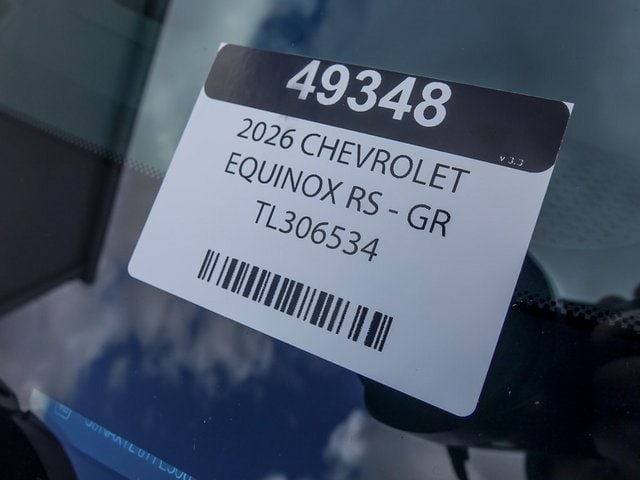 49348
v 3.3
2026 CHEVROLET
EQUINOX RS - GR
TL306534